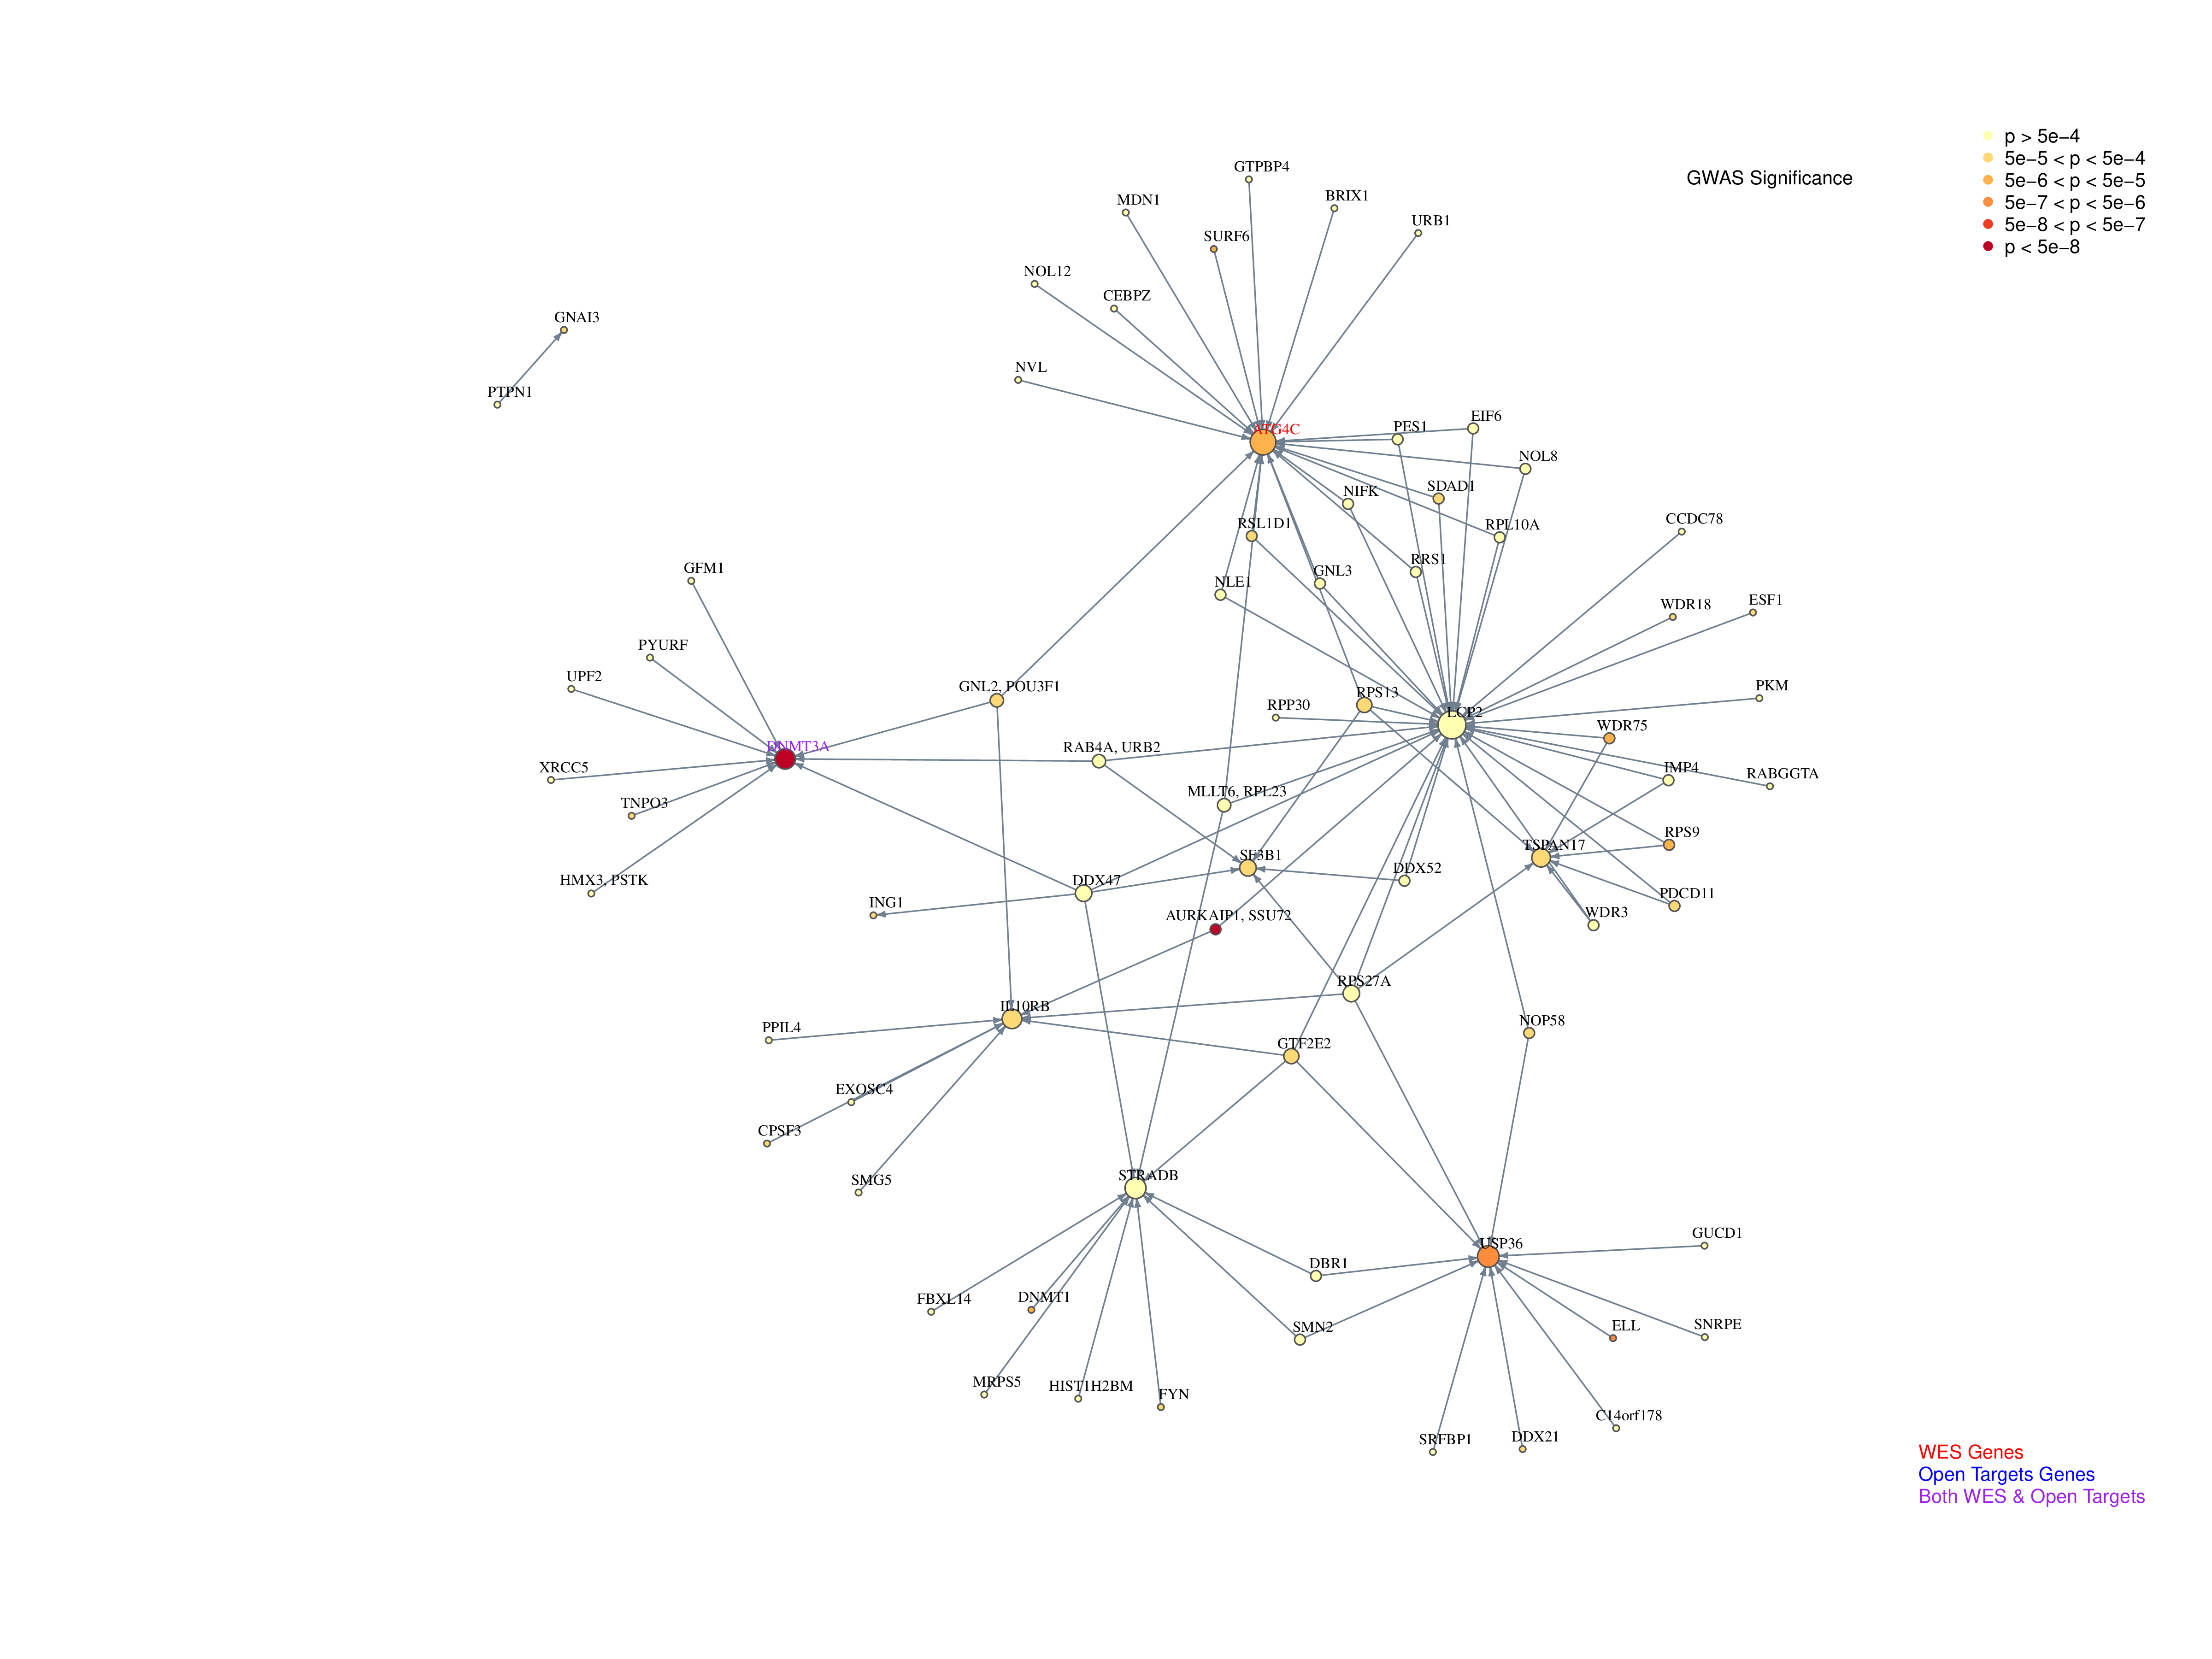 p > 5e−4
GTPBP4
5e−5 < p < 5e−4
GWAS Significance
5e−6 < p < 5e−5
MDN1
BRIX1
5e−7 < p < 5e−6
URB1
5e−8 < p < 5e−7
SURF6
p < 5e−8
NOL12
CEBPZ
GNAI3
NVL
PTPN1
EIF6
PES1
ATG4C
NOL8
SDAD1
NIFK
CCDC78
RSL1D1
RPL10A
RRS1
GFM1
GNL3
NLE1
ESF1
WDR18
PYURF
UPF2
GNL2, POU3F1
PKM
RPS13
RPP30
LCP2
WDR75
DNMT3A
RAB4A, URB2
XRCC5
IMP4
RABGGTA
MLLT6, RPL23
TNPO3
RPS9
TSPAN17
SF3B1
DDX52
HMX3, PSTK
DDX47
PDCD11
ING1
AURKAIP1, SSU72
WDR3
RPS27A
IL10RB
NOP58
PPIL4
GTF2E2
EXOSC4
CPSF3
STRADB
SMG5
GUCD1
USP36
DBR1
FBXL14
DNMT1
SNRPE
ELL
SMN2
MRPS5
HIST1H2BM
FYN
C14orf178
DDX21
SRFBP1
WES Genes
Open Targets Genes
Both WES & Open Targets